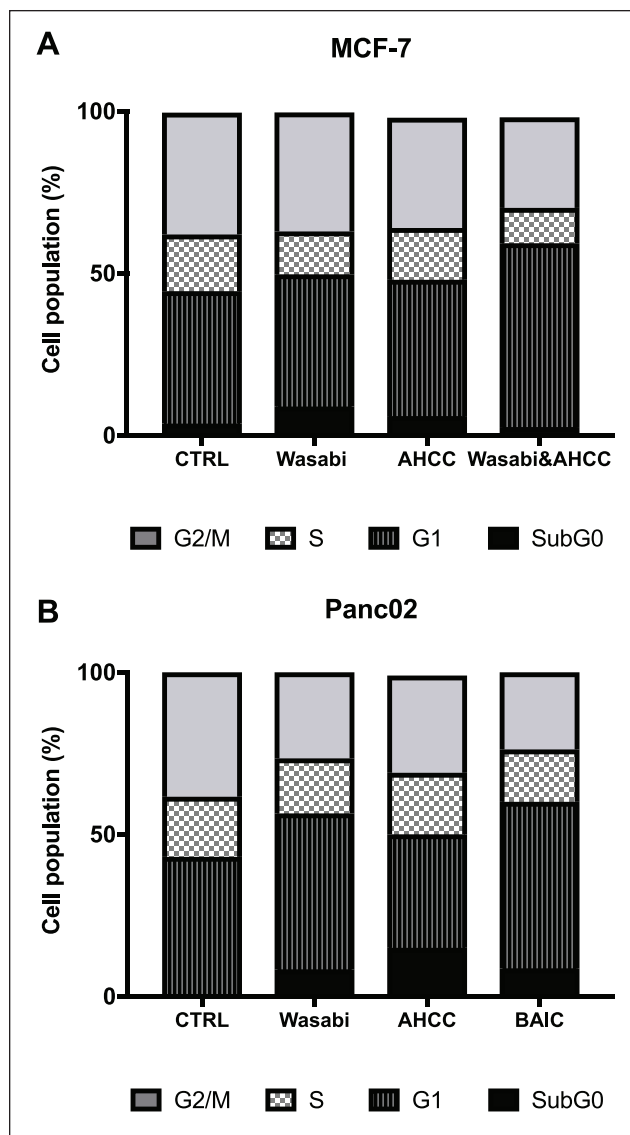 A
MCF-7
Cell population (%)
100
50
0
CTRL Wasabi AHCC Wasabi&AHCC
G2/M S G1 SubG0
B
Panc02
Cell population (%)
100
50
0
CTRL Wasabi AHCC BAIC
G2/M S G1 SubG0